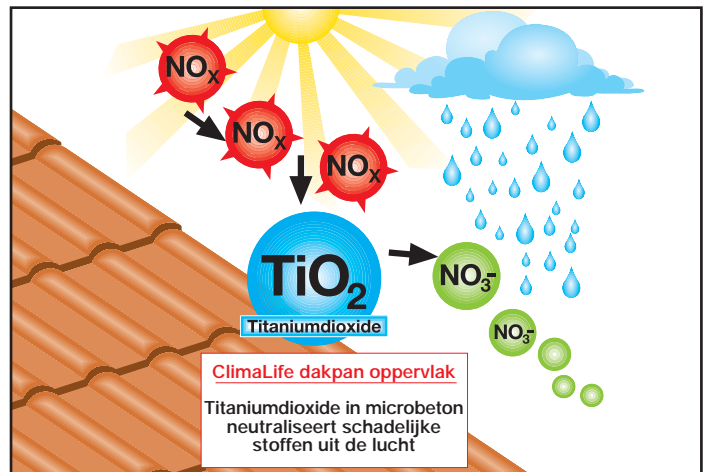 NOx
NOx
NOx
TiO2
Titaniumdioxide
NO3-
NO3-
ClimaLife dakpan oppervlak
Titaniumdioxide in microbeton
neutraliseert schadelijke
stoffen uit de lucht